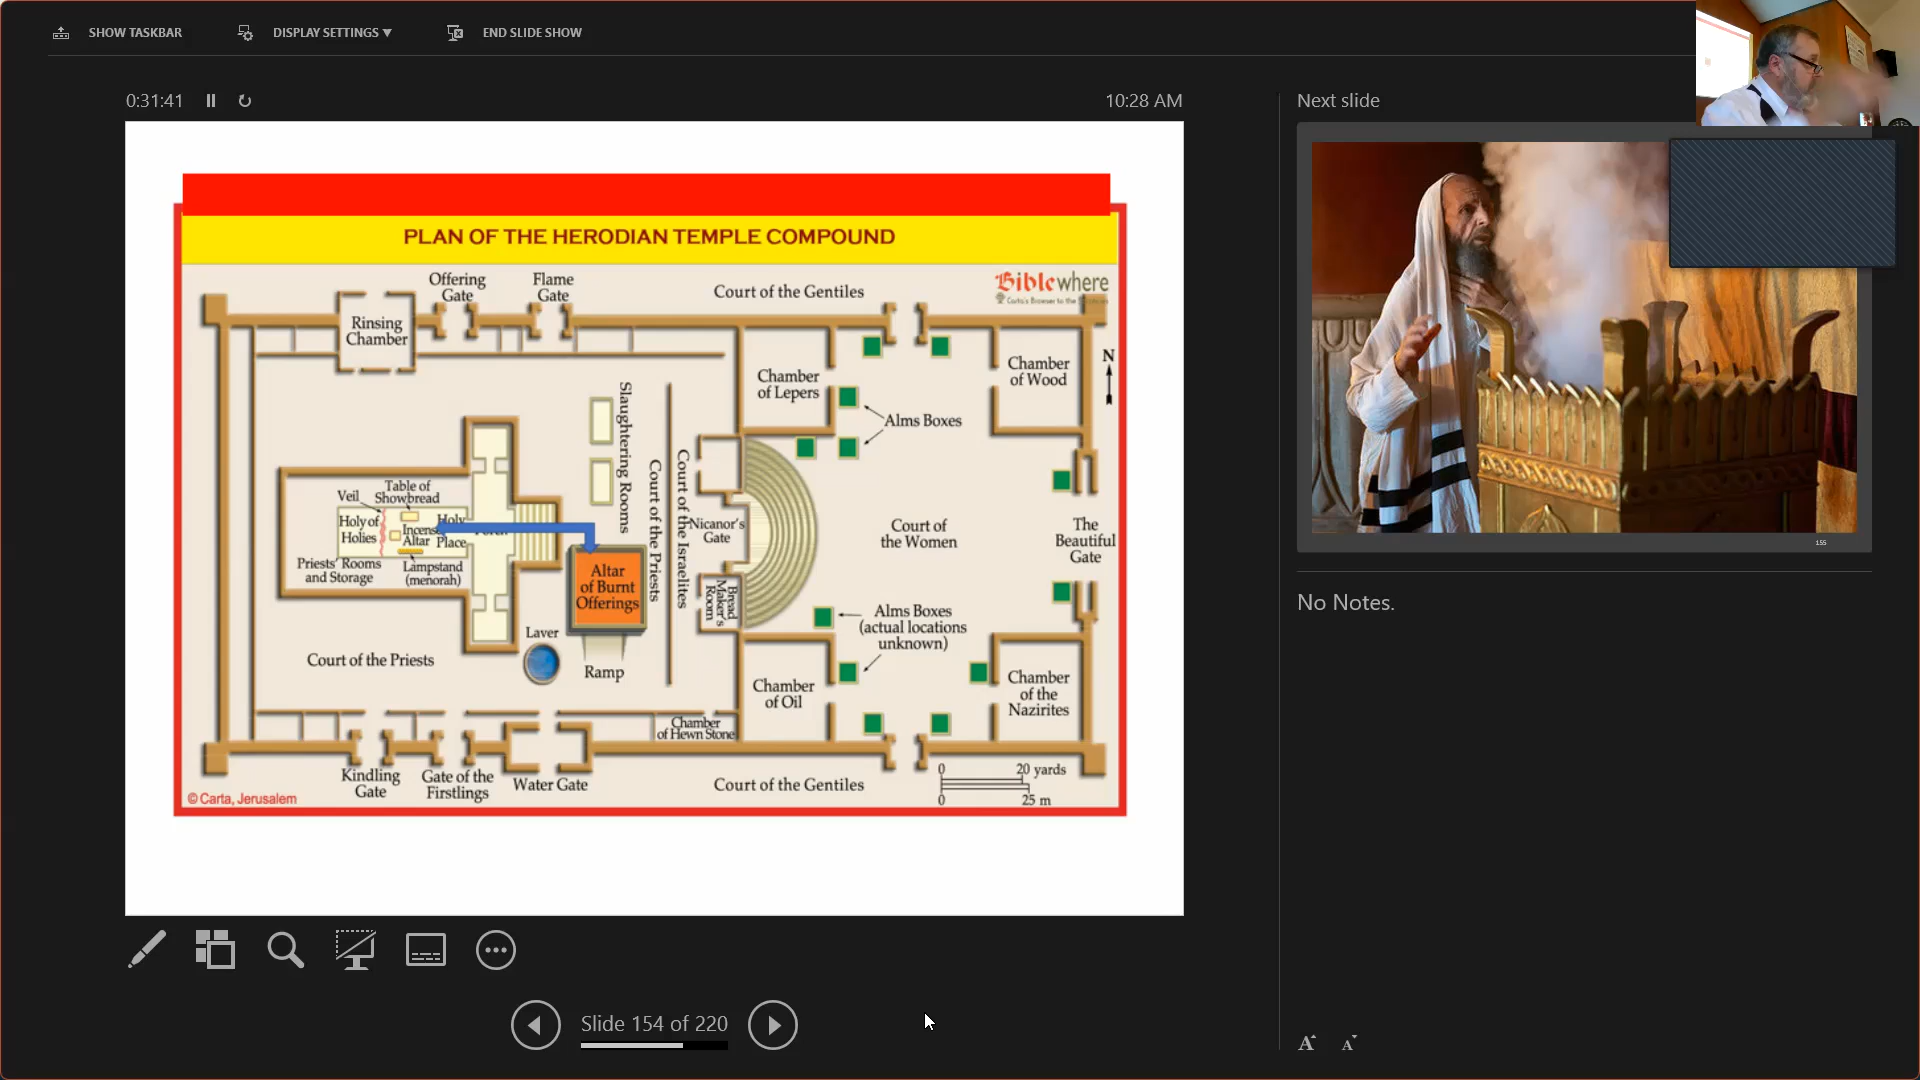 SHOW TASKBAR
DISPLAY SETTINGS ▼
END SLIDE SHOW
0:31:41
10:28 AM
Next slide
PLAN OF THE HERODIAN TEMPLE COMPOUND
Biblewhere
Carta's Browser to the
Offering
Gate
Flame
Gate
Court of the Gentiles
Rinsing
Chamber
N
Chamber
of Lepers
Chamber
of Wood
Alms Boxes
Slaughtering Rooms
Court of the Priests
Court of the Israelites
Veil
Table of
Showbread
Holy of
Holies
Incens
Altar
Holy
Place
Priests' Rooms
and Storage
Lampstand
(menorah)
Nicanor's
Gate
Court of
the Women
The
Beautiful
Gate
Altar
of Burnt
Offerings
Bread
Maker's
Room
Alms Boxes
(actual locations
unknown)
Laver
Ramp
Court of the Priests
Chamber
of Oil
Chamber
of the
Nazirites
Chamber
of Hewn Stone
Kindling
Gate
Gate of the
Firstlings
Water Gate
Court of the Gentiles
0 20 yards
0 25 m
© Carta, Jerusalem
155
No Notes.
Slide 154 of 220
A A